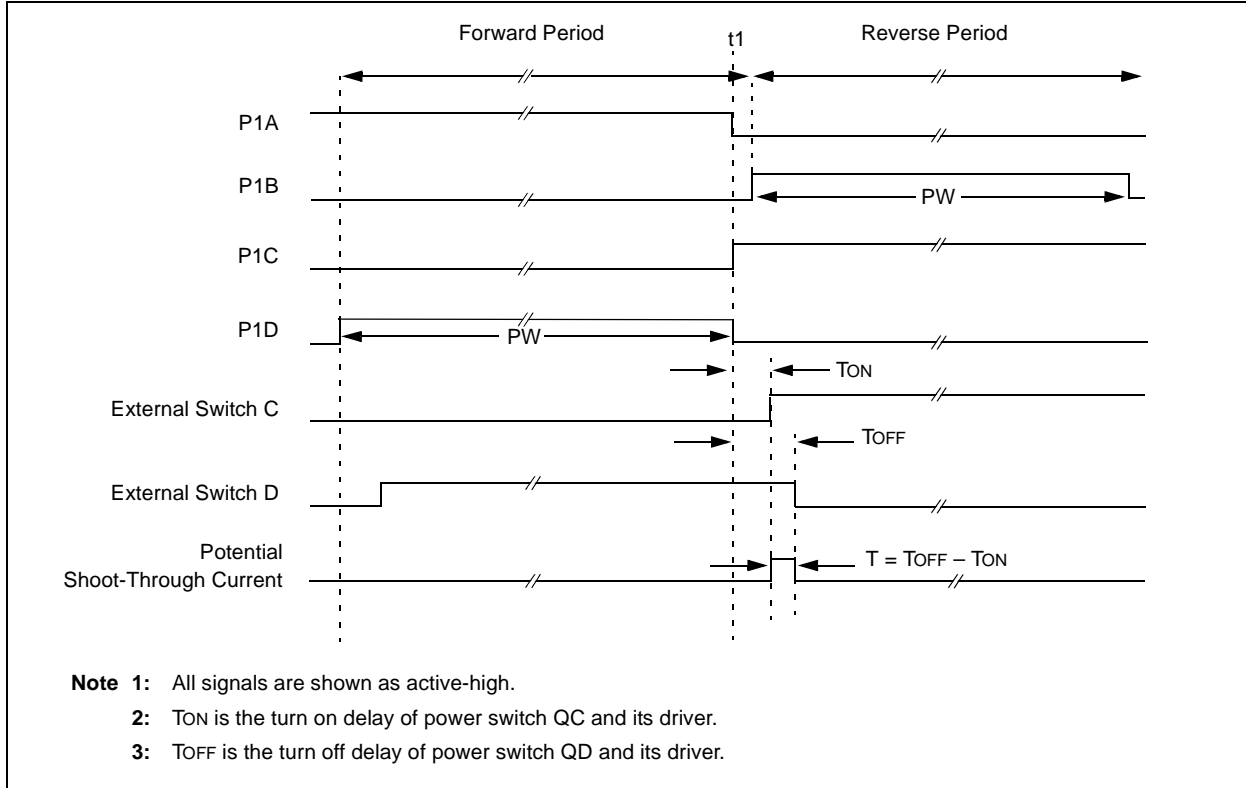 Forward Period
t1
Reverse Period
P1A
P1B
PW
P1C
P1D
PW
TON
External Switch C
TOFF
External Switch D
Potential
Shoot-Through Current
T = TOFF – TON
Note 1: All signals are shown as active-high.
2: TON is the turn on delay of power switch QC and its driver.
3: TOFF is the turn off delay of power switch QD and its driver.